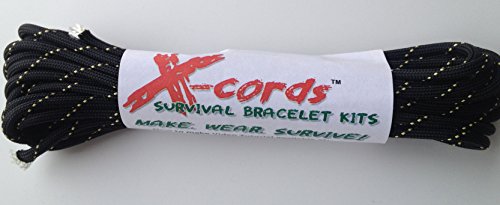 X-cords™
SURVIVAL BRACELET KITS
MAKE. WEAR. SURVIVE!